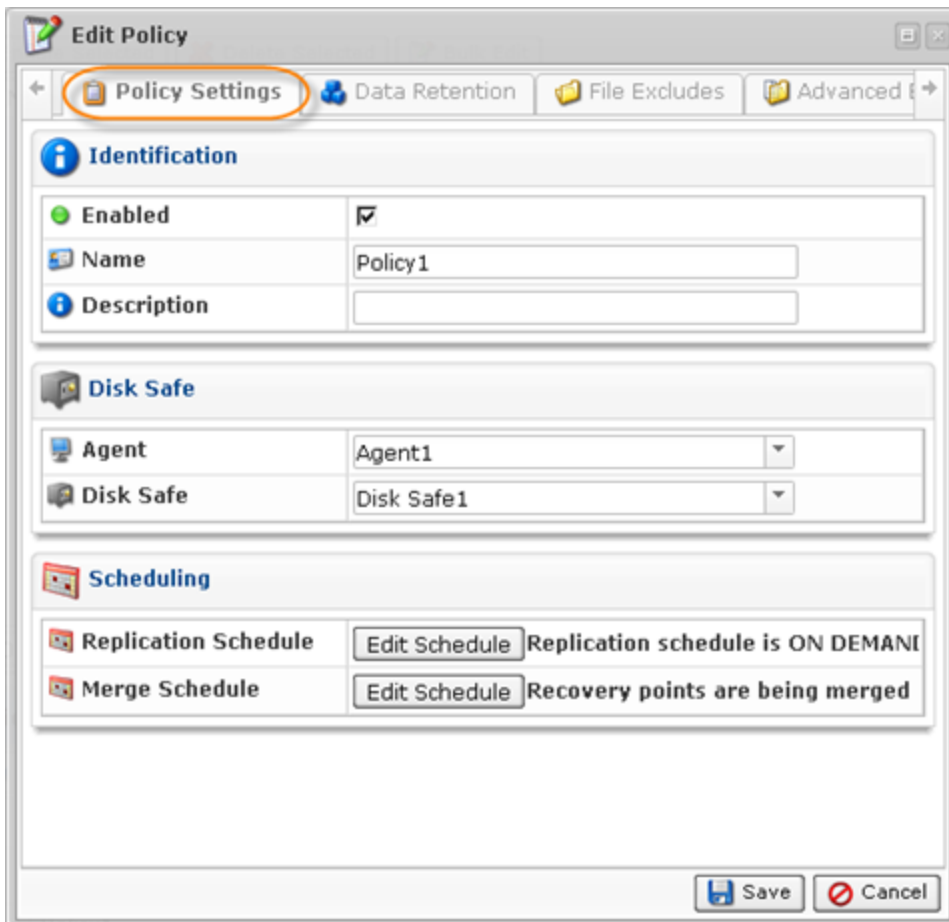 Edit Policy
Policy Settings
Data Retention
File Excludes
Advanced
Identification
Enabled
Name
Policy1
Description
Disk Safe
Agent
Agent1
Disk Safe
Disk Safe1
Scheduling
Replication Schedule
Edit Schedule
Replication schedule is ON DEMAND
Merge Schedule
Edit Schedule
Recovery points are being merged
Save
Cancel